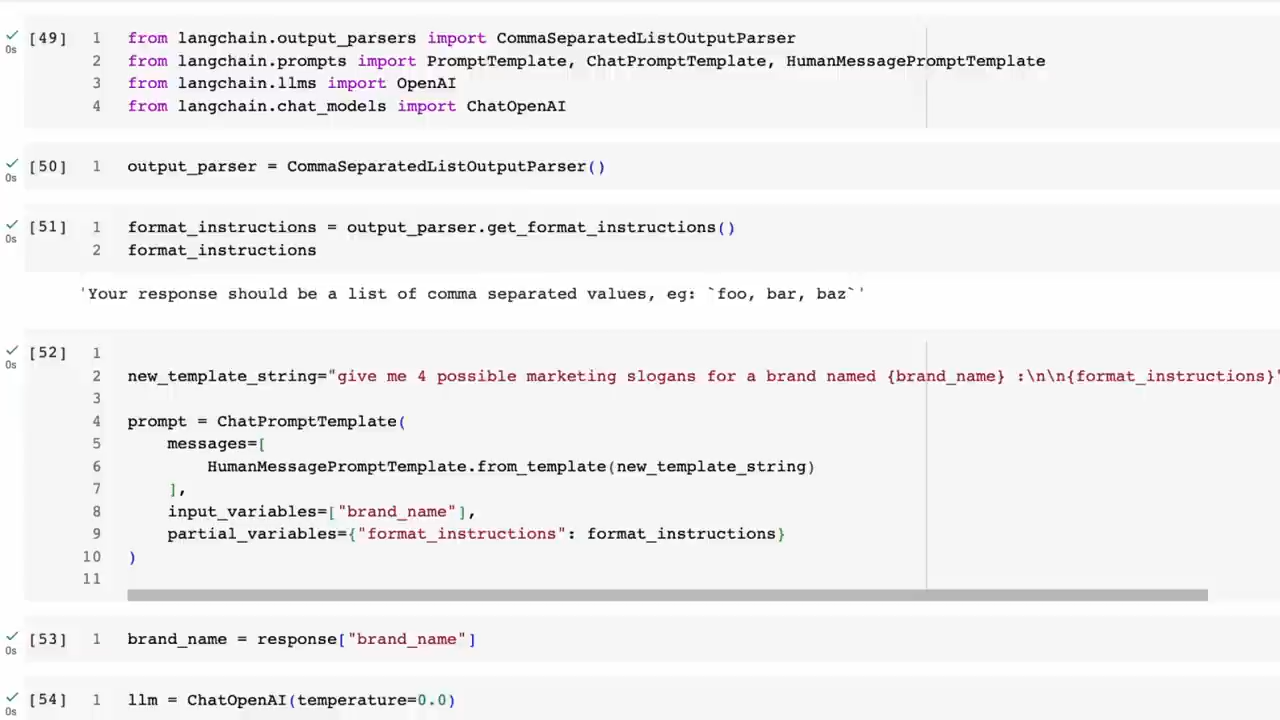 [49] 1 from langchain.output_parsers import CommaSeparatedListOutputParser
2 from langchain.prompts import PromptTemplate, ChatPromptTemplate, HumanMessagePromptTemplate
3 from langchain.llms import OpenAI
0s
4 from langchain.chat_models import ChatOpenAI
[50] 1 output_parser = CommaSeparatedListOutputParser()
0s
[51] 1 format_instructions = output_parser.get_format_instructions()
0s
2 format_instructions
'Your response should be a list of comma separated values, eg: `foo, bar, baz`'
[52] 1
0s
2 new_template_string="give me 4 possible marketing slogans for a brand named {brand_name} :\n\n{format_instructions}"
3
4 prompt = ChatPromptTemplate(
5 messages=[
6 HumanMessagePromptTemplate.from_template(new_template_string)
7 ],
8 input_variables=["brand_name"],
9 partial_variables={"format_instructions": format_instructions}
10 )
11
[53] 1 brand_name = response["brand_name"]
0s
[54] 1 llm = ChatOpenAI(temperature=0.0)
0s